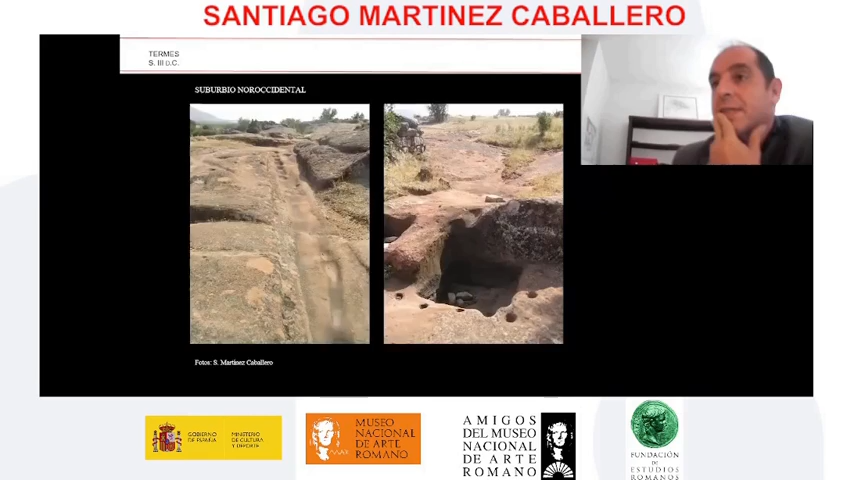 SANTIAGO MARTINEZ CABALLERO
TERMES
S. III D.C.
SUBURBIO NOROCCIDENTAL
Fotos: S. Martínez Caballero
GOBIERNO
DE ESPAÑA
MINISTERIO
DE CULTURA
Y DEPORTE
MUSEO
NACIONAL
DE ARTE
ROMANO
AMIGOS
DEL MUSEO
NACIONAL
DE ARTE
ROMANO
FUNDACIÓN
DE
ESTUDIOS
ROMANOS